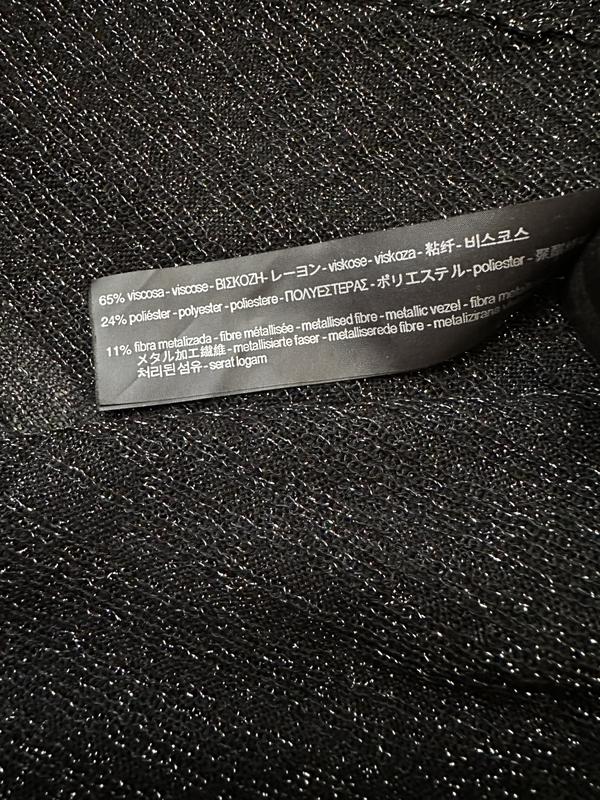 65% viscosa - viscose - ΒΙΣΚΟΖΗ - レーヨン - viskose - viskoza - 粘纤 - 비스코스
24% poliéster - polyester - poliestere - ΠΟΛΥΕΣΤΕΡΑΣ - ポリエステル - poliester -
11% fibra metalizada - fibre métallisée - metallised fibre - metallic vezel - fibra
メタル加工繊維 - metallisierte faser - metalliserede fibre -
처리된 섬유 - serat logam